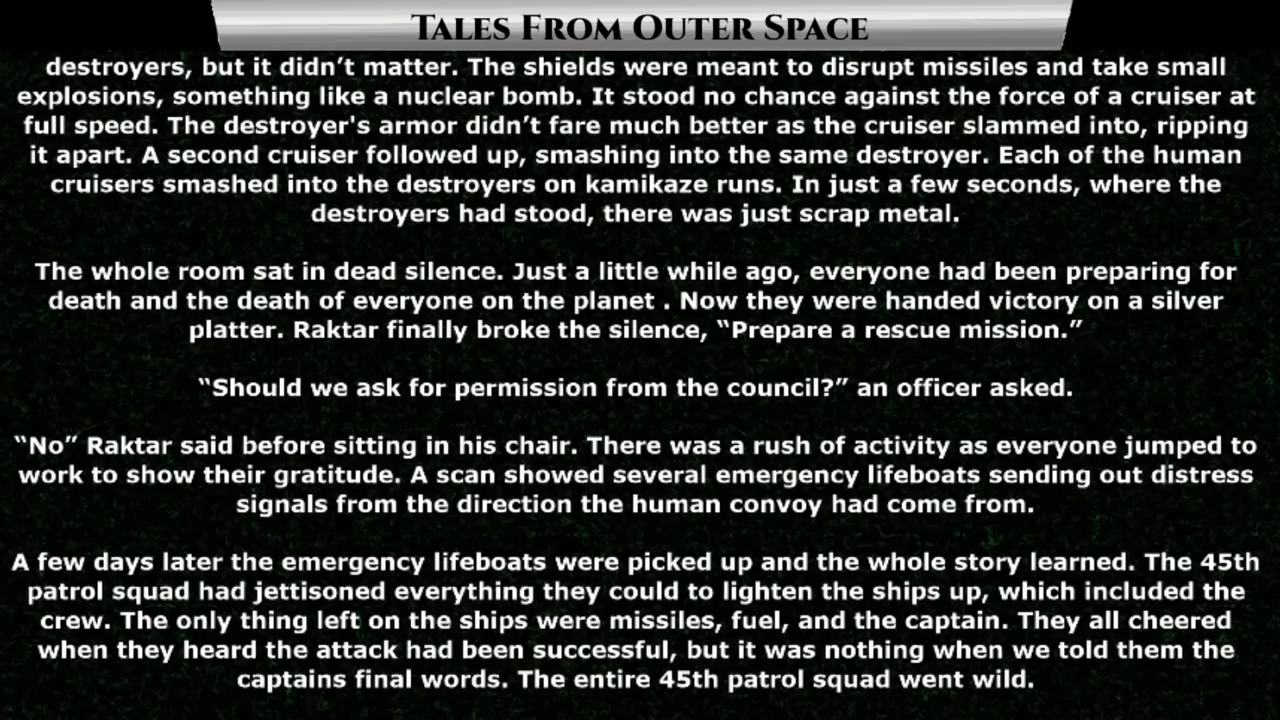 Tales From Outer Space
destroyers, but it didn’t matter. The shields were meant to disrupt missiles and take small
explosions, something like a nuclear bomb. It stood no chance against the force of a cruiser at
full speed. The destroyer's armor didn’t fare much better as the cruiser slammed into, ripping
it apart. A second cruiser followed up, smashing into the same destroyer. Each of the human
cruisers smashed into the destroyers on kamikaze runs. In just a few seconds, where the
destroyers had stood, there was just scrap metal.
The whole room sat in dead silence. Just a little while ago, everyone had been preparing for
death and the death of everyone on the planet . Now they were handed victory on a silver
platter. Raktar finally broke the silence, “Prepare a rescue mission.”
“Should we ask for permission from the council?” an officer asked.
“No” Raktar said before sitting in his chair. There was a rush of activity as everyone jumped to
work to show their gratitude. A scan showed several emergency lifeboats sending out distress
signals from the direction the human convoy had come from.
A few days later the emergency lifeboats were picked up and the whole story learned. The 45th
patrol squad had jettisoned everything they could to lighten the ships up, which included the
crew. The only thing left on the ships were missiles, fuel, and the captain. They all cheered
when they heard the attack had been successful, but it was nothing when we told them the
captains final words. The entire 45th patrol squad went wild.